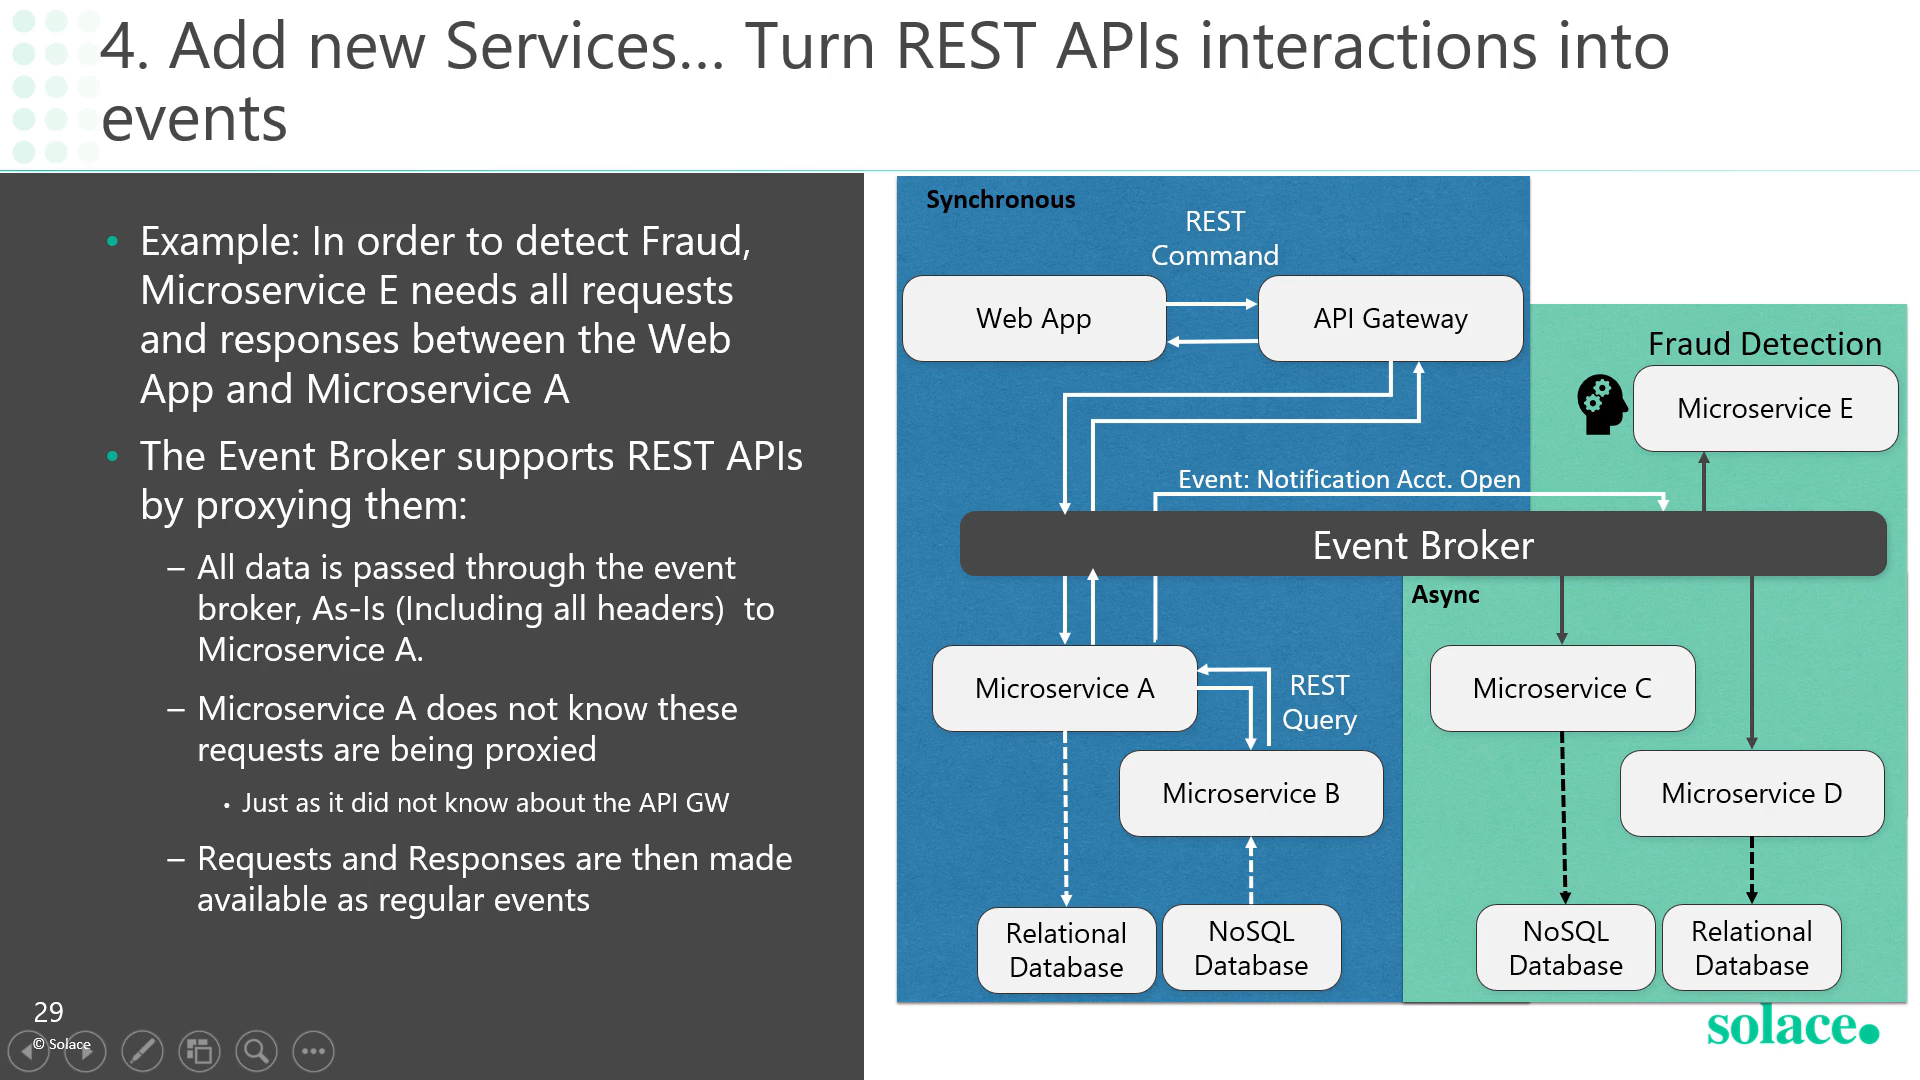 4. Add new Services... Turn REST APIs interactions into
events
• Example: In order to detect Fraud,
Microservice E needs all requests
and responses between the Web
App and Microservice A
• The Event Broker supports REST APIs
by proxying them:
– All data is passed through the event
broker, As-Is (Including all headers) to
Microservice A.
– Microservice A does not know these
requests are being proxied
• Just as it did not know about the API GW
– Requests and Responses are then made
available as regular events
29
© Solace
Synchronous
REST
Command
Web App
API Gateway
Fraud Detection
Microservice E
Event: Notification Acct. Open
Event Broker
Async
Microservice A
REST
Query
Microservice B
Microservice C
Microservice D
Relational
Database
NoSQL
Database
NoSQL
Database
Relational
Database
solace.